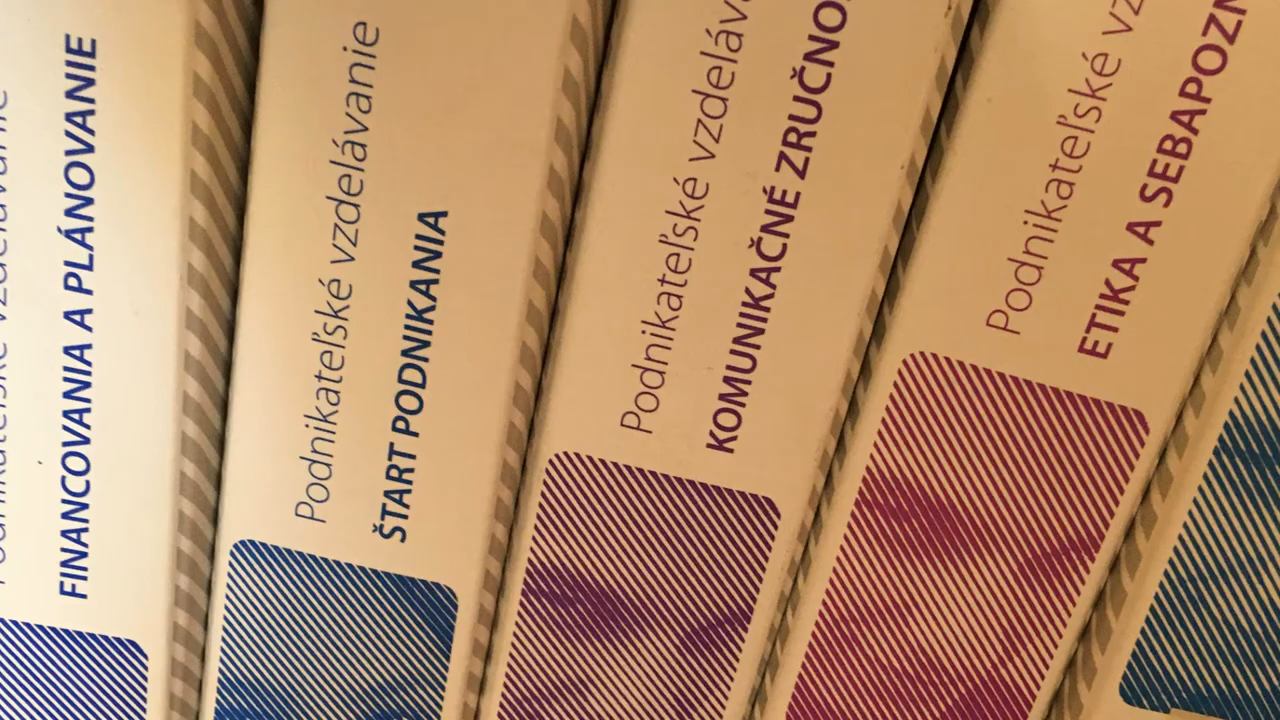 FINANCOVANIA A PLÁNOVANIE
Podnikateľské vzdelávanie
ŠTART PODNIKANIA
Podnikateľské
KOMUNIKAČNÉ
Podnikateľské
ETIKA A